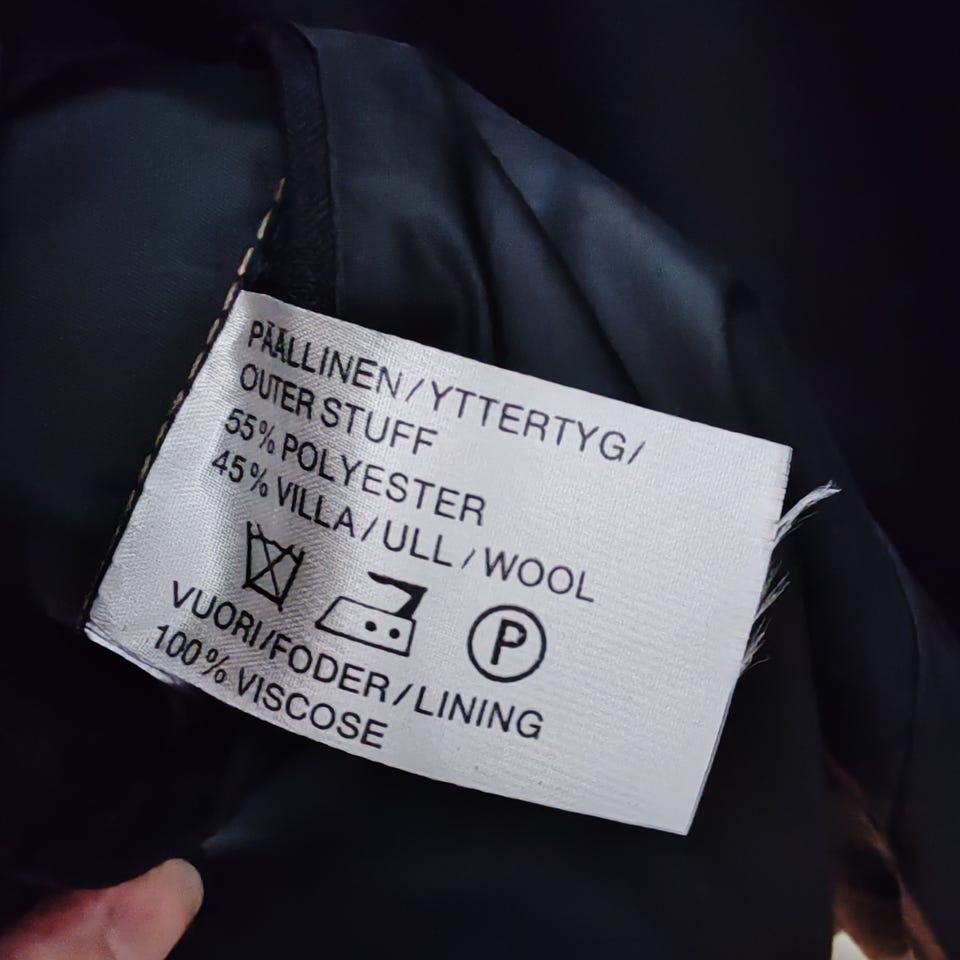 PÄÄLLINEN/YTTERTYG/
OUTER STUFF
55% POLYESTER
45% VILLA/ULL/WOOL
P
VUORI/FODER/LINING
100% VISCOSE